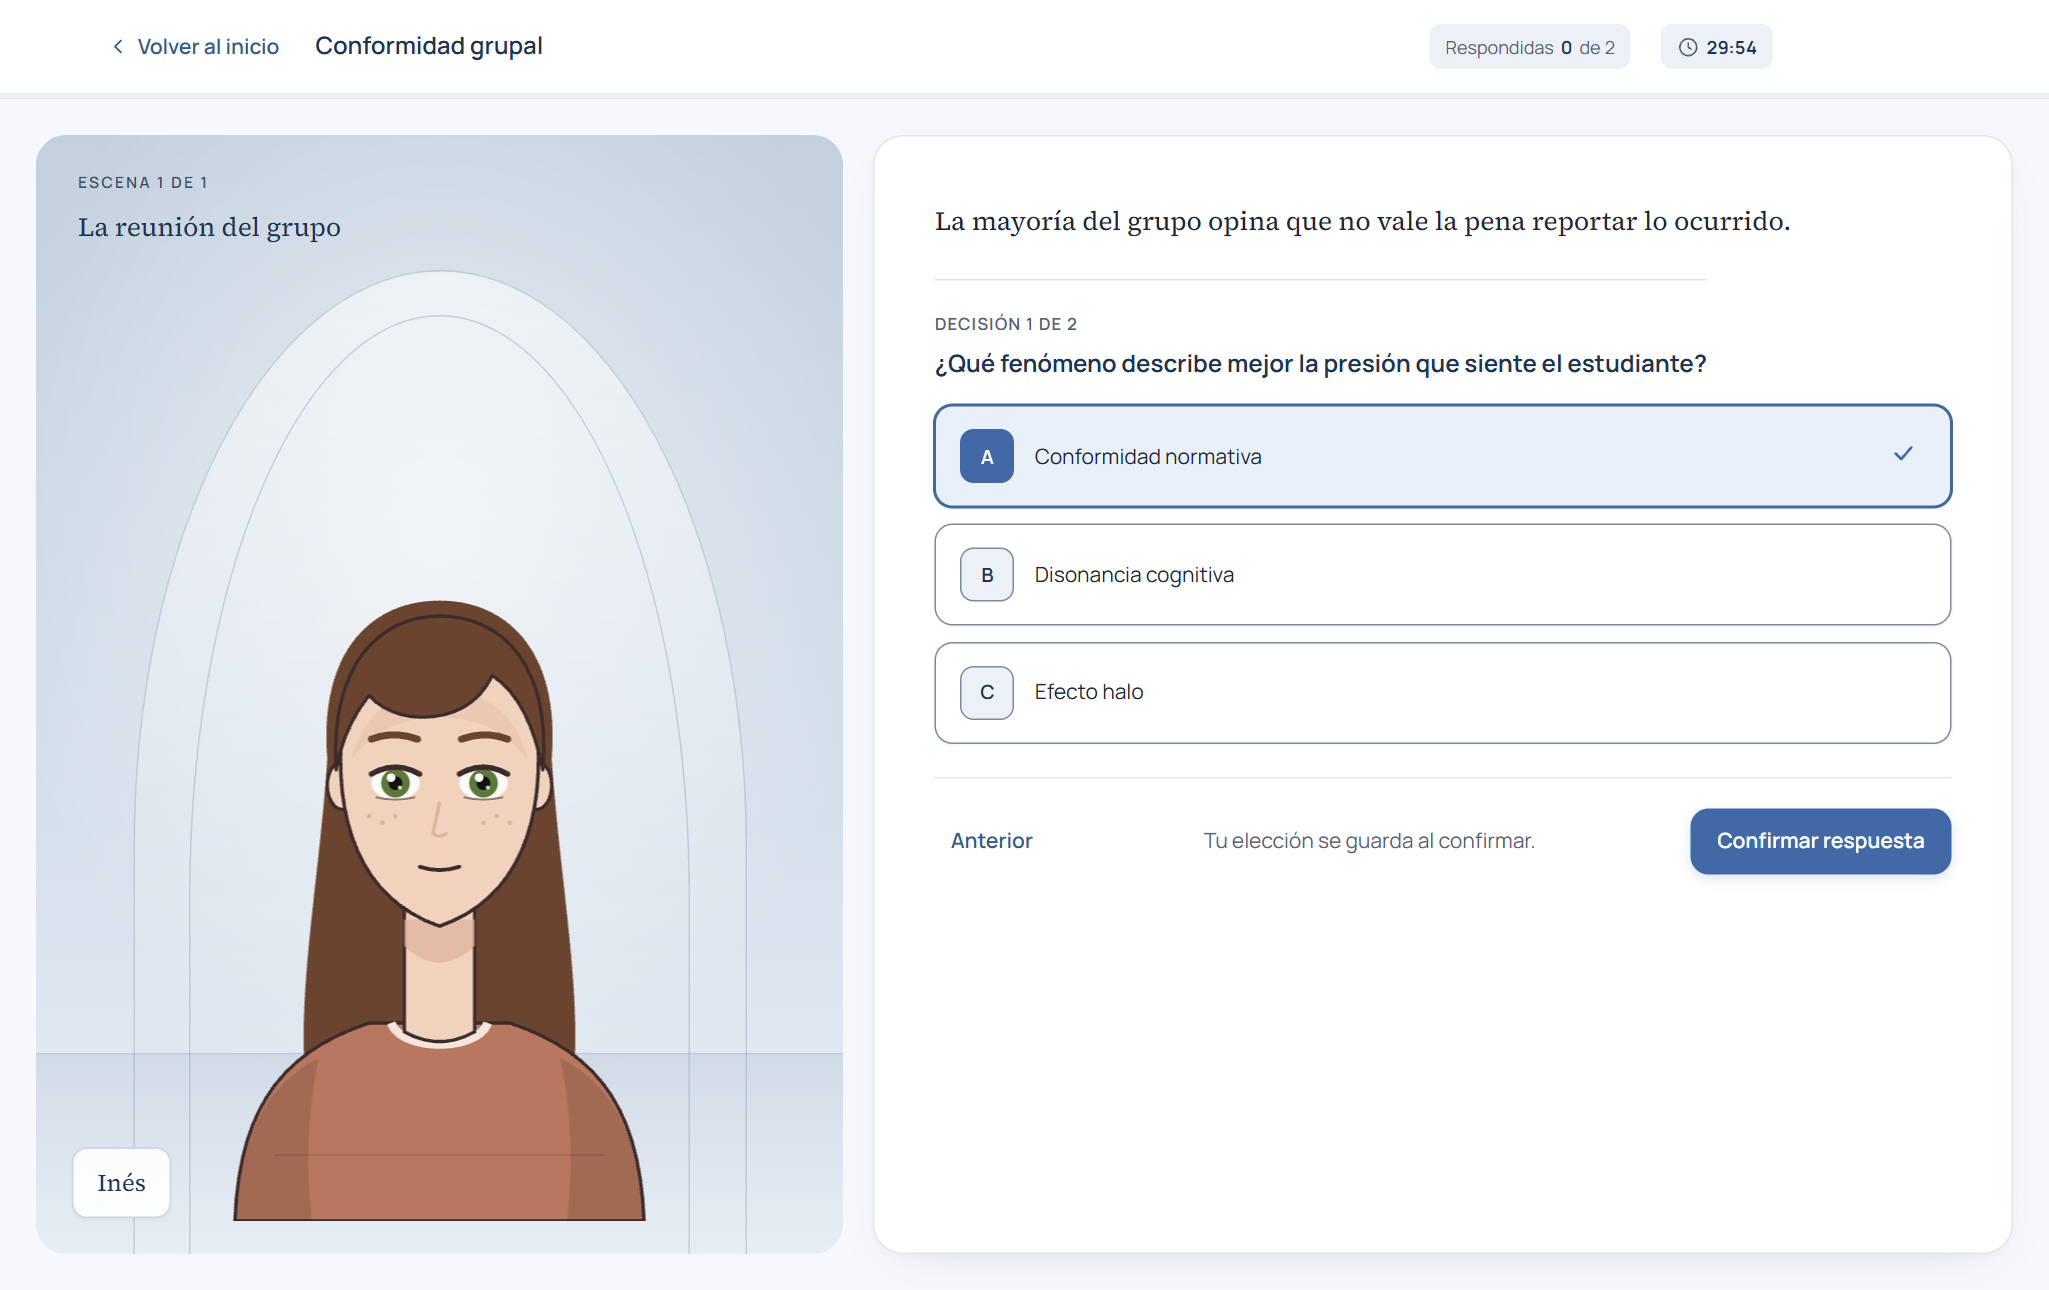 Volver al inicio
Conformidad grupal
Respondidas 0 de 2
29:54
ESCENA 1 DE 1
La reunión del grupo
Inés
La mayoría del grupo opina que no vale la pena reportar lo ocurrido.
DECISIÓN 1 DE 2
¿Qué fenómeno describe mejor la presión que siente el estudiante?
A Conformidad normativa
B Disonancia cognitiva
C Efecto halo
Anterior
Tu elección se guarda al confirmar.
Confirmar respuesta